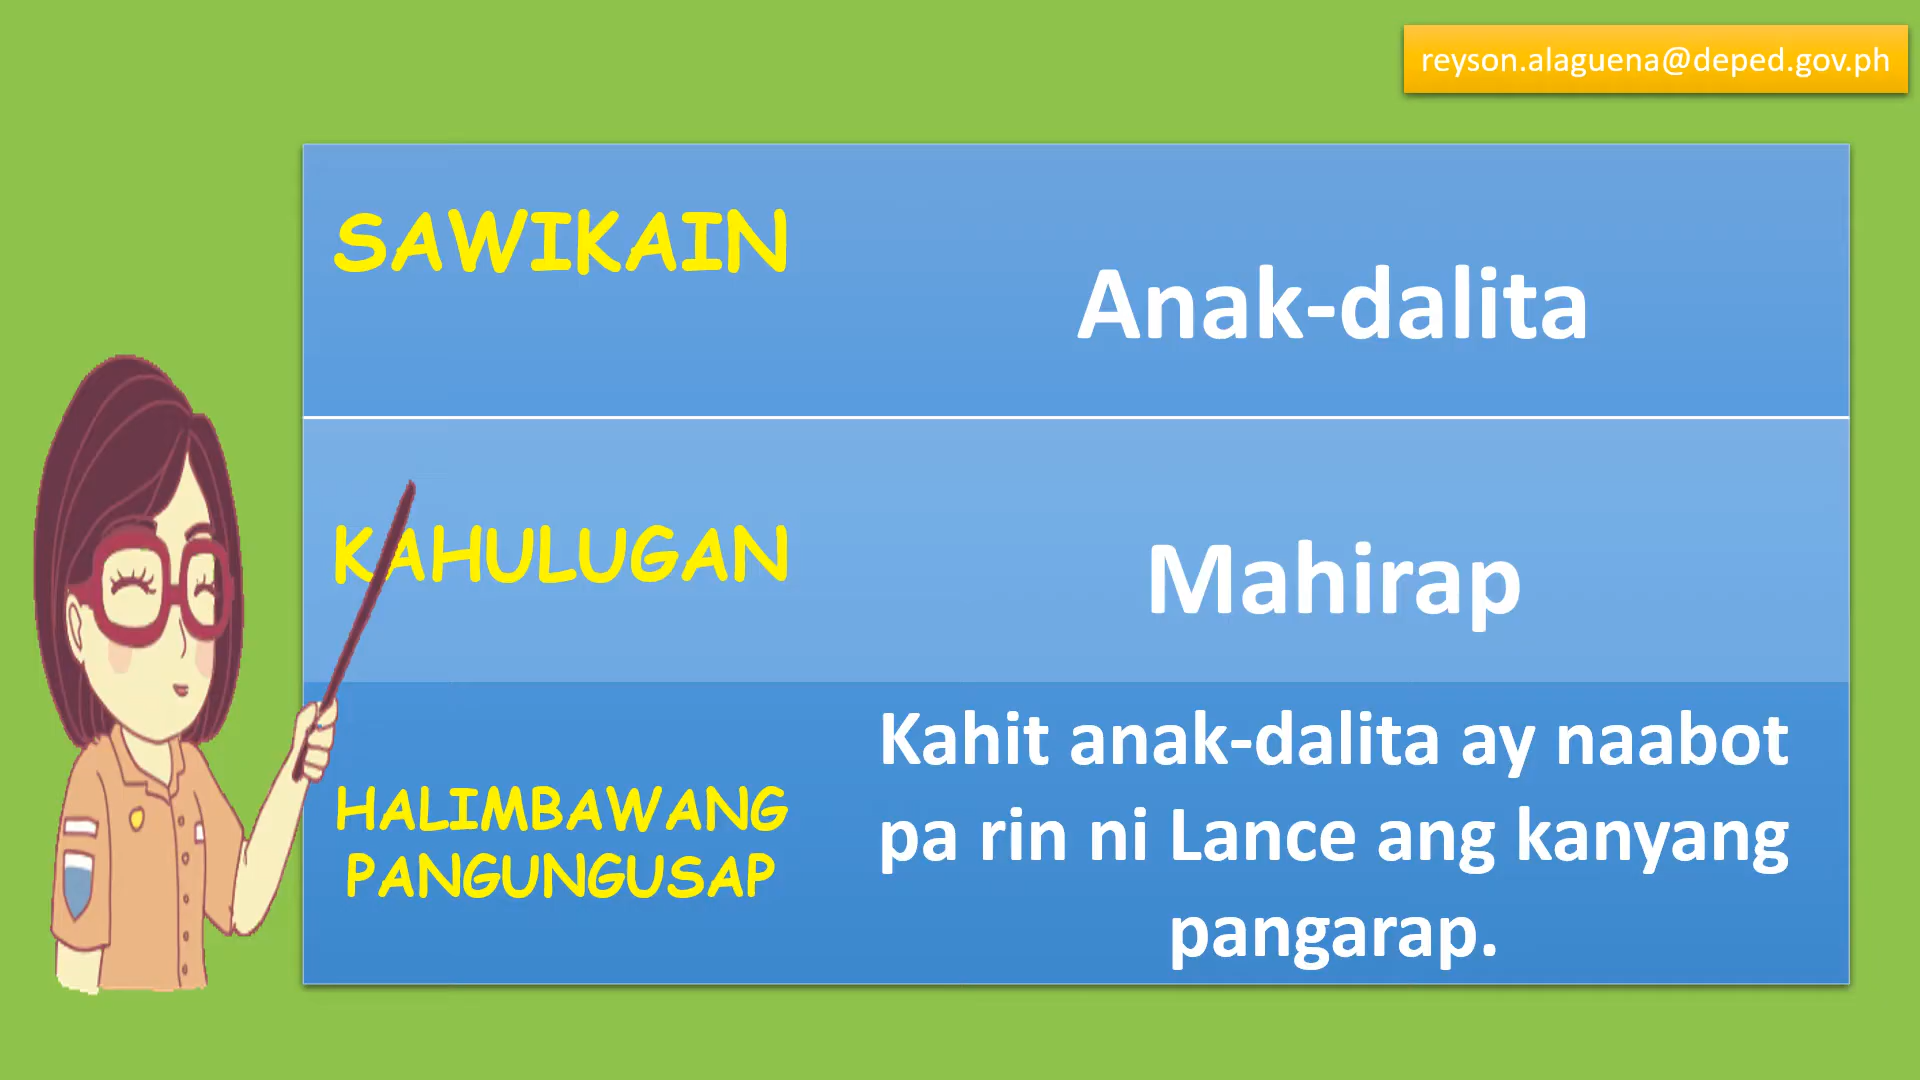 reyson.alaguena@deped.gov.ph
SAWIKAIN
Anak-dalita
KAHULUGAN
Mahirap
HALIMBAWANG
PANGUNGUSAP
Kahit anak-dalita ay naabot
pa rin ni Lance ang kanyang
pangarap.